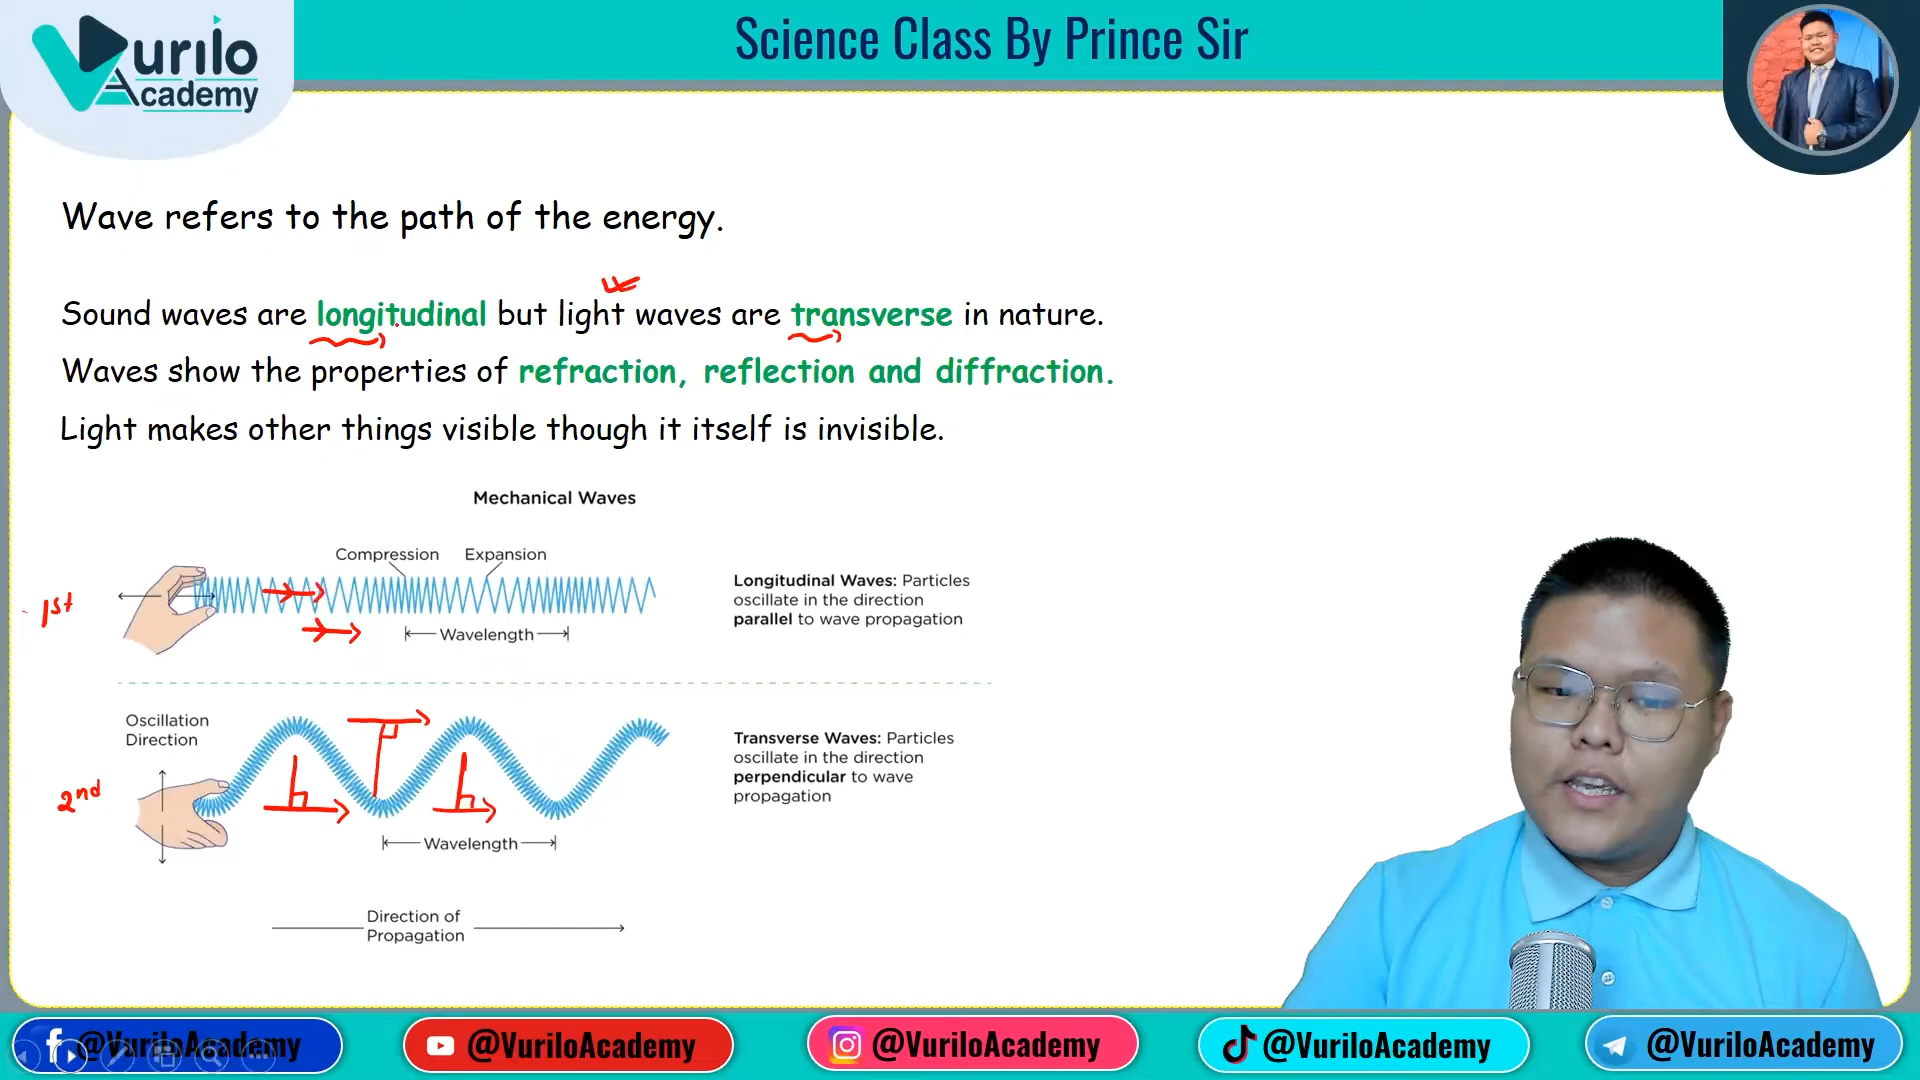 Vurilo
Academy
Science Class By Prince Sir
Wave refers to the path of the energy.
Sound waves are longitudinal but light waves are transverse in nature.
Waves show the properties of refraction, reflection and diffraction.
Light makes other things visible though it itself is invisible.
Mechanical Waves
Compression Expansion
1st
Wavelength
Longitudinal Waves: Particles
oscillate in the direction
parallel to wave propagation
Oscillation
Direction
2nd
Wavelength
Transverse Waves: Particles
oscillate in the direction
perpendicular to wave
propagation
Direction of
Propagation
@VuriloAcademy
@VuriloAcademy
@VuriloAcademy
@VuriloAcademy
@VuriloAcademy